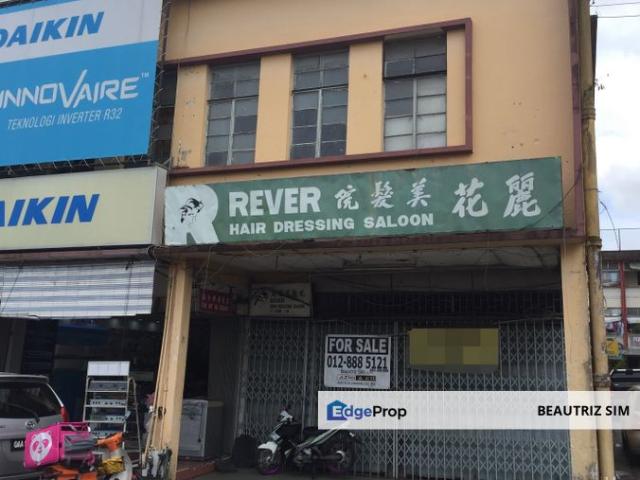 DAIKIN
INNOVAIRE™
TEKNOLOGI INVERTER R32
DAIKIN
R
REVER 院髮美花麗
HAIR DRESSING SALOON
FOR SALE
012-888 5121
EdgeProp
BEAUTRIZ SIM